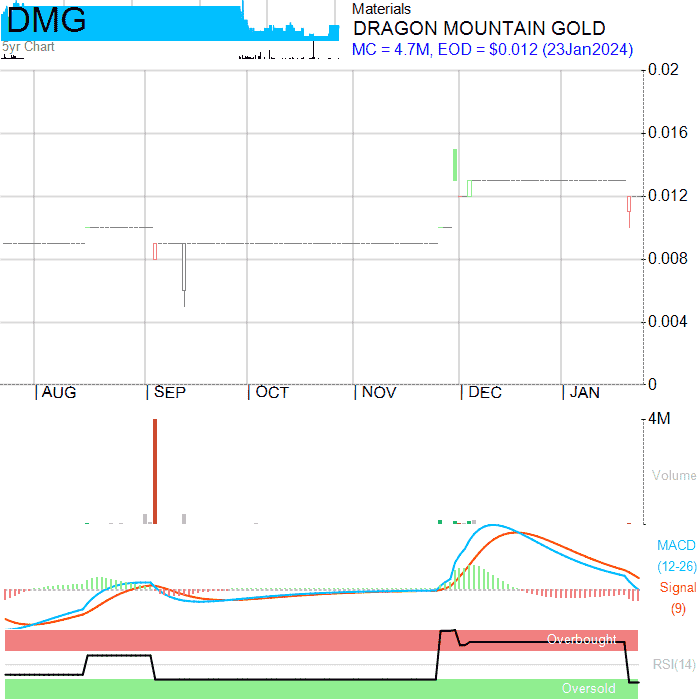 DMG
5yr Chart
Materials
DRAGON MOUNTAIN GOLD
MC = 4.7M, EOD = $0.012 (23Jan2024)
0.02
0.016
0.012
0.008
0.004
0
AUG SEP OCT NOV DEC JAN
4M
Volume
MACD
(12-26)
Signal
(9)
Overbought
RSI(14)
Oversold